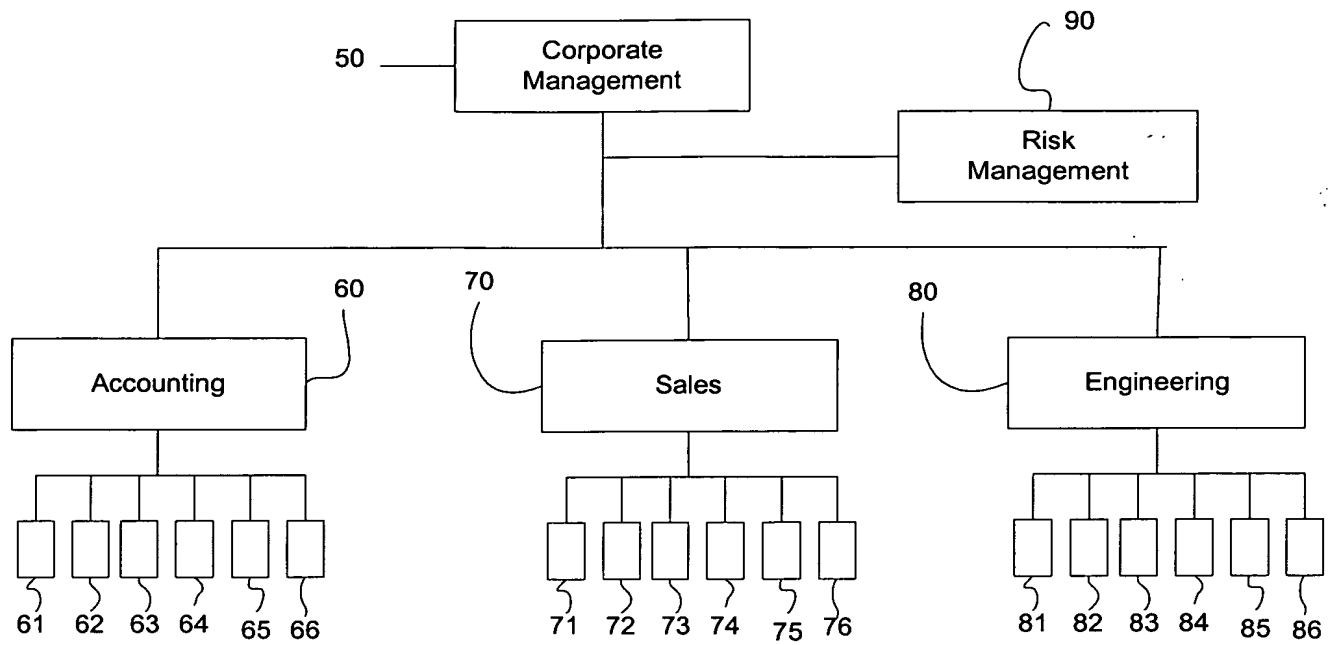 90
50
Corporate
Management
Risk
Management
60
70
80
Accounting
Sales
Engineering
61 62 63 64 65 66
71 72 73 74 75 76
81 82 83 84 85 86